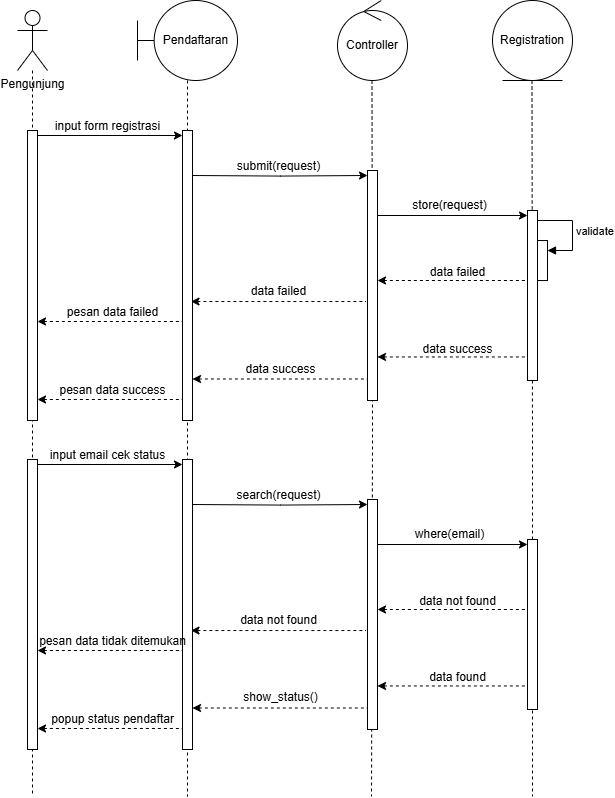 Pendaftaran
Controller
Registration
Pengunjung
input form registrasi
submit(request)
store(request)
validate
data failed
data failed
pesan data failed
data success
data success
pesan data success
input email cek status
search(request)
where(email)
data not found
data not found
pesan data tidak ditemukan
data found
show_status()
popup status pendaftar